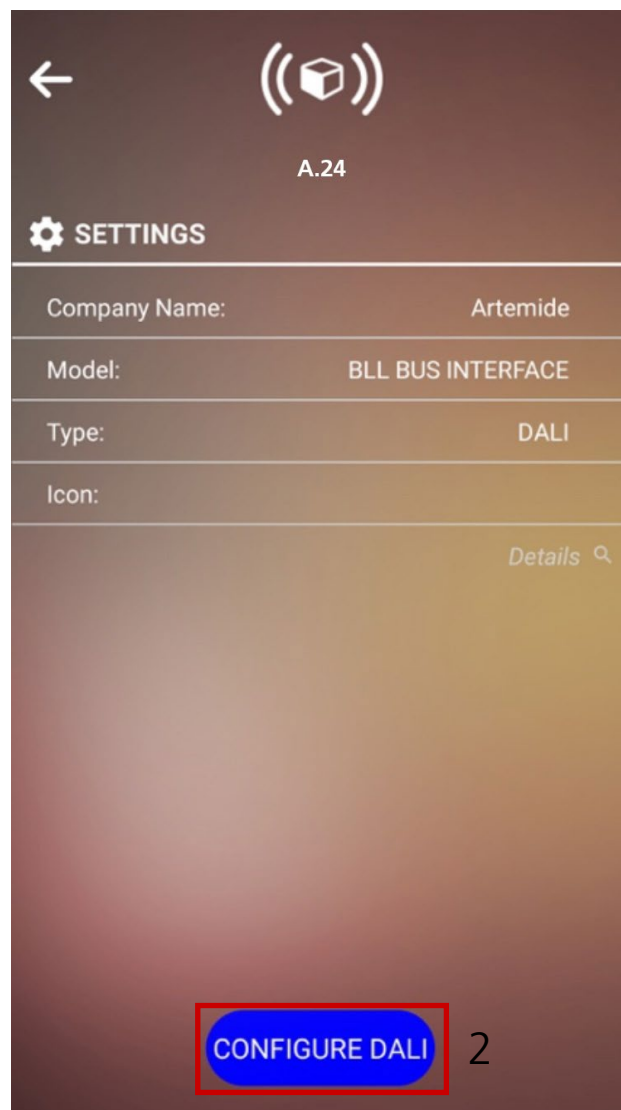 A.24
SETTINGS
Company Name: Artemide
Model: BLL BUS INTERFACE
Type: DALI
Icon:
Details
CONFIGURE DALI 2